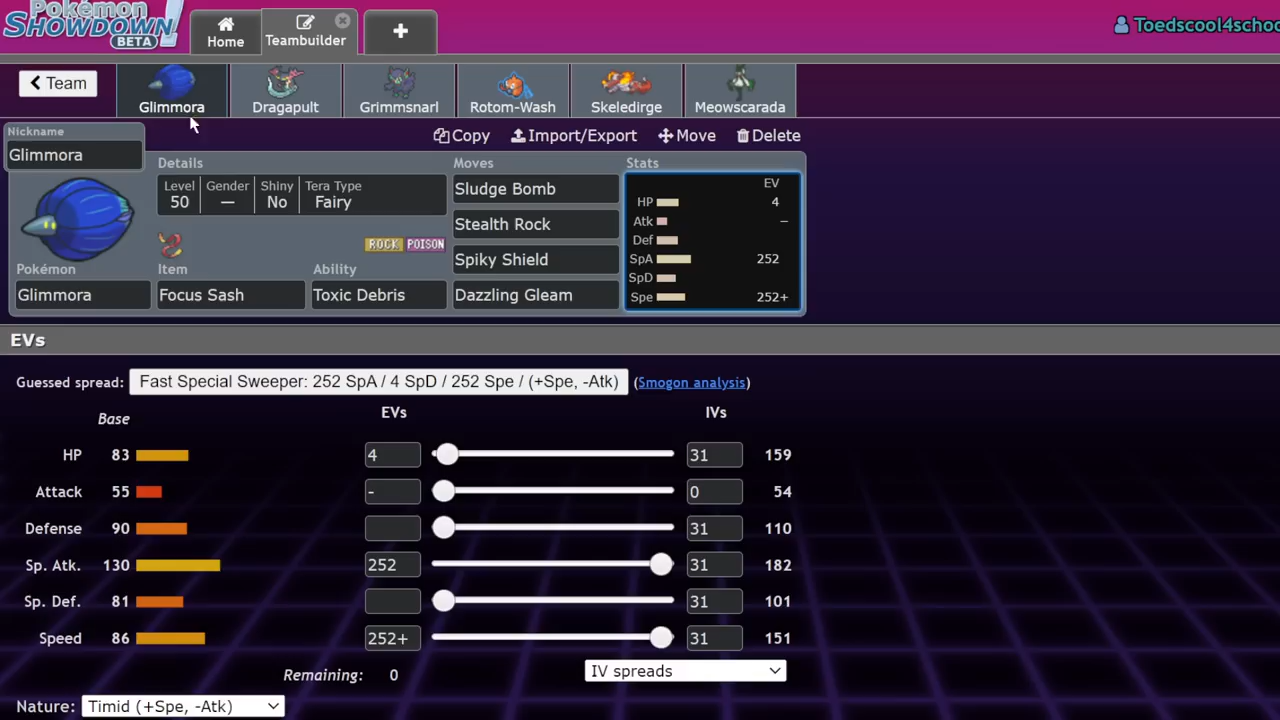 Pokémon
SHOWDOWN!
BETA
Home
Teambuilder
Toedscool4schoo
Team
Glimmora
Dragapult
Grimmsnarl
Rotom-Wash
Skeledirge
Meowscarada
Nickname
Glimmora
Copy
Import/Export
Move
Delete
Details
Moves
Stats
Level
Gender
Shiny
Tera Type
50
—
No
Fairy
Sludge Bomb
Stealth Rock
Spiky Shield
Dazzling Gleam
EV
HP 4
Atk –
Def
SpA 252
SpD
Spe 252+
ROCK POISON
Pokémon
Item
Ability
Glimmora
Focus Sash
Toxic Debris
EVs
Guessed spread: Fast Special Sweeper: 252 SpA / 4 SpD / 252 Spe / (+Spe, -Atk) (Smogon analysis)
Base EVs IVs
HP 83 4 31 159
Attack 55 - 0 54
Defense 90 31 110
Sp. Atk. 130 252 31 182
Sp. Def. 81 31 101
Speed 86 252+ 31 151
Remaining: 0 IV spreads
Nature: Timid (+Spe, -Atk)